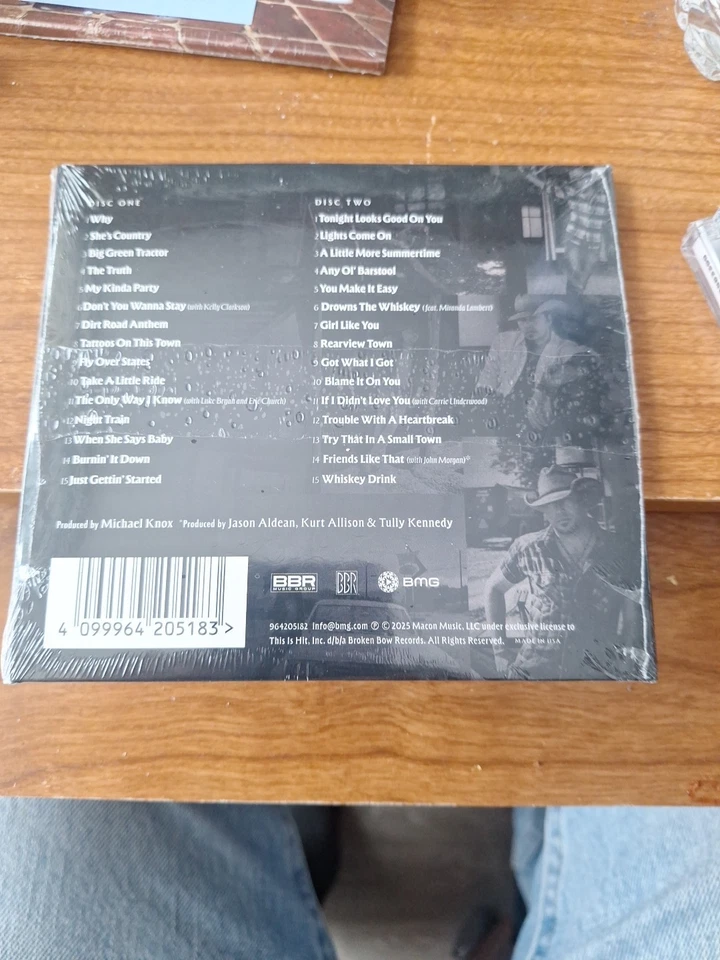 DISC ONE
1 Why
2 She's Country
3 Big Green Tractor
4 The Truth
5 My Kinda Party
6 Don't You Wanna Stay (with Kelly Clarkson)
7 Dirt Road Anthem
8 Tattoos On This Town
9 Fly Over States
10 Take A Little Ride
11 The Only Way I Know (with Luke Bryan and Eric Church)
12 Night Train
13 When She Says Baby
14 Burnin' It Down
15 Just Gettin' Started
DISC TWO
1 Tonight Looks Good On You
2 Lights Come On
3 A Little More Summertime
4 Any Ol' Barstool
5 You Make It Easy
6 Drowns The Whiskey (feat. Miranda Lambert)
7 Girl Like You
8 Rearview Town
9 Got What I Got
10 Blame It On You
11 If I Didn't Love You (with Carrie Underwood)
12 Trouble With A Heartbreak
13 Try That In A Small Town
14 Friends Like That (with John Morgan)*
15 Whiskey Drink
Produced by Michael Knox *Produced by Jason Aldean, Kurt Allison & Tully Kennedy
4 099964 205183 >
BBR
MUSIC GROUP
BBR
BMG
964205182 info@bmg.com ℗ © 2025 Macon Music, LLC under exclusive license to
This Is Hit, Inc. d/b/a Broken Bow Records. All Rights Reserved. MADE IN USA